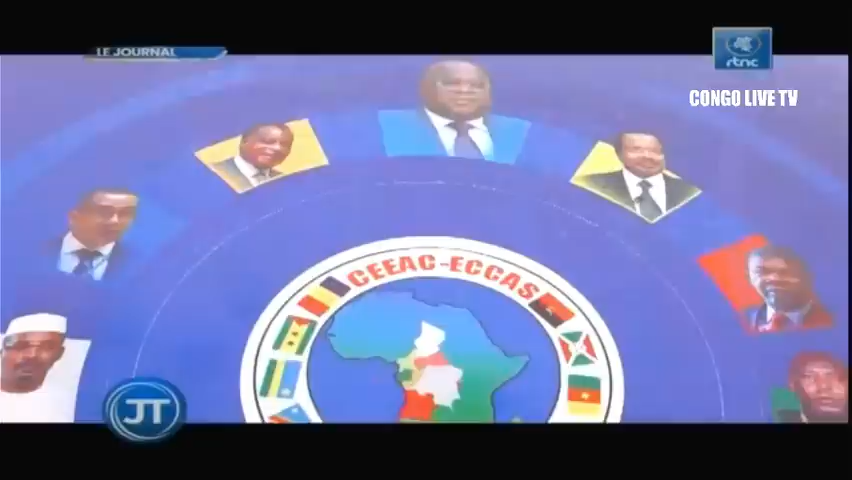 LE JOURNAL
rtnc
CONGO LIVE TV
CEEAC-ECCAS
JT